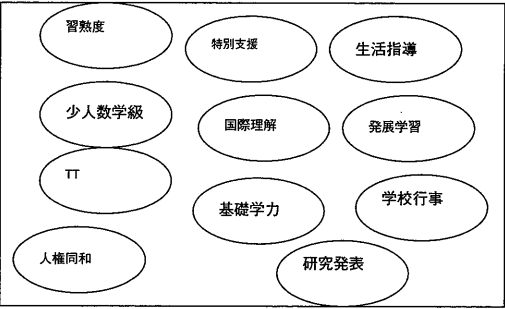 習熟度
特別支援
生活指導
少人数学級
国際理解
発展学習
TT
基礎学力
学校行事
人権同和
研究発表